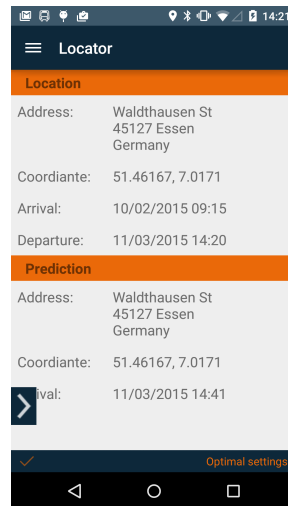 14:21
Locator
Location
Address: Waldthausen St
45127 Essen
Germany
Coordiante: 51.46167, 7.0171
Arrival: 10/02/2015 09:15
Departure: 11/03/2015 14:20
Prediction
Address: Waldthausen St
45127 Essen
Germany
Coordiante: 51.46167, 7.0171
ival: 11/03/2015 14:41
Optimal settings